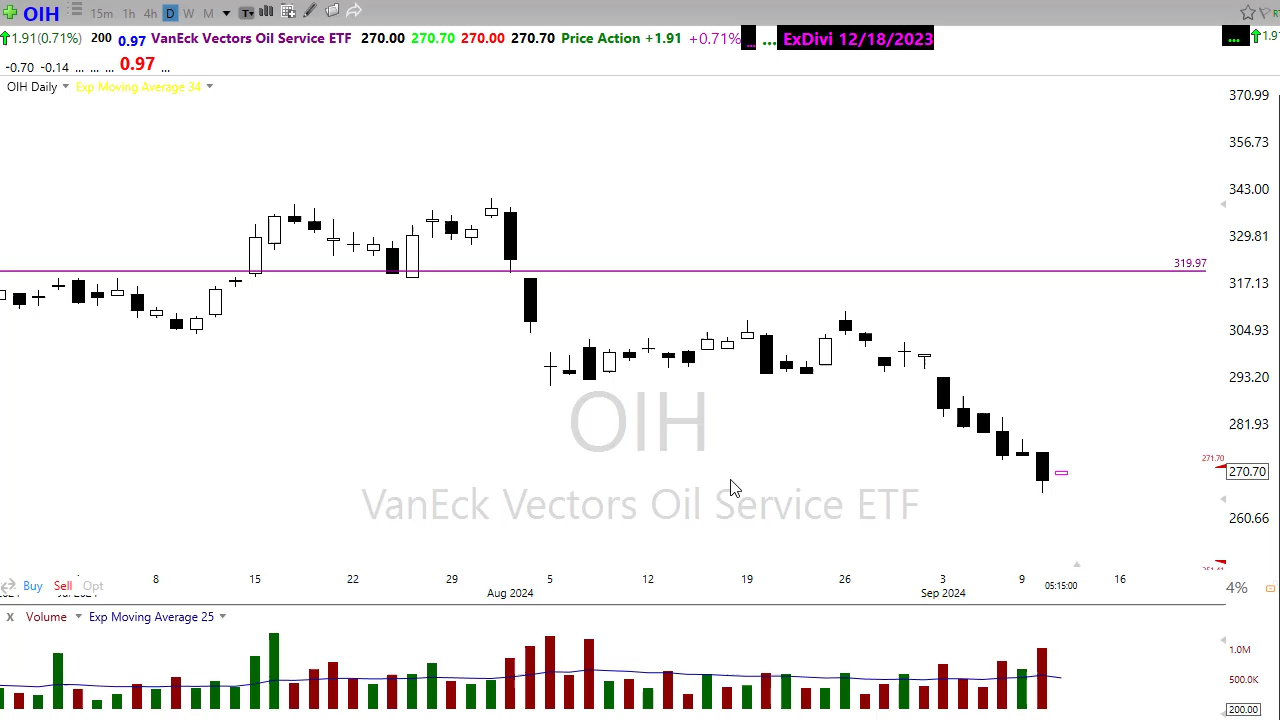 OIH 15m 1h 4h D W M
1.91(0.71%) 200 0.97 VanEck Vectors Oil Service ETF 270.00 270.70 270.00 270.70 Price Action +1.91 +0.71% ... ... ExDivi 12/18/2023 ... 1.9
-0.70 -0.14 ... ... ... 0.97 ...
OIH Daily Exp Moving Average 34
370.99
356.73
343.00
329.81
319.97
317.13
304.93
293.20
281.93
271.70
270.70
260.66
OIH
VanEck Vectors Oil Service ETF
Buy Sell Opt
8 15 22 29 5 12 19 26 3 9 05:15:00 16
Aug 2024 Sep 2024
4%
X Volume Exp Moving Average 25
1.0M
500.0K
200.00